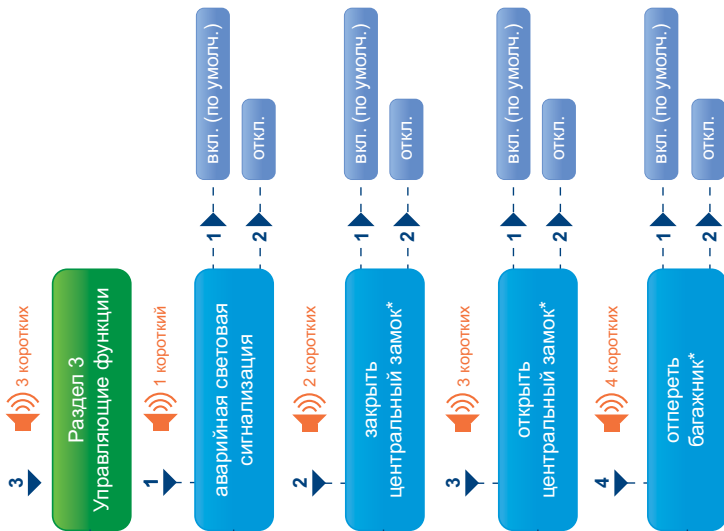 3
3 коротких
Раздел 3
Управляющие функции
1
1 короткий
аварийная световая
сигнализация
1
вкл. (по умолч.)
2
откл.
2
2 коротких
закрыть
центральный замок*
1
вкл. (по умолч.)
2
откл.
3
3 коротких
открыть
центральный замок*
1
вкл. (по умолч.)
2
откл.
4
4 коротких
отпереть
багажник*
1
вкл. (по умолч.)
2
откл.